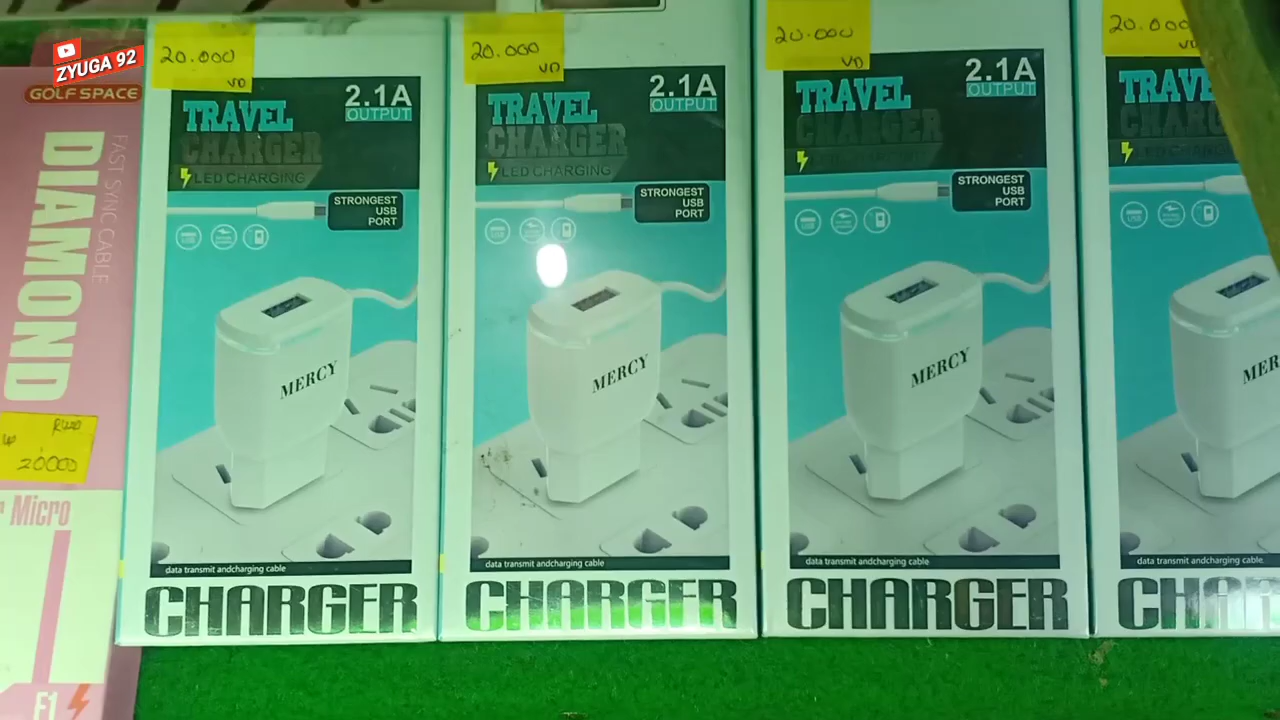 ZYUGA 92
GOLF SPACE
FAST SYNC CABLE
DIAMOND
20000
Micro
F1
20.000
VD
2.1A
OUTPUT
TRAVEL
CHARGER
LED CHARGING
STRONGEST
USB
PORT
MERCY
data transmit andcharging cable
CHARGER
20.000
VD
2.1A
OUTPUT
TRAVEL
CHARGER
LED CHARGING
STRONGEST
USB
PORT
MERCY
data transmit andcharging cable
CHARGER
20.000
VD
2.1A
OUTPUT
TRAVEL
CHARGER
LED CHARGING
STRONGEST
USB
PORT
MERCY
data transmit andcharging cable
CHARGER
20.000
VD
TRAVEL
data transmit andcharging cable